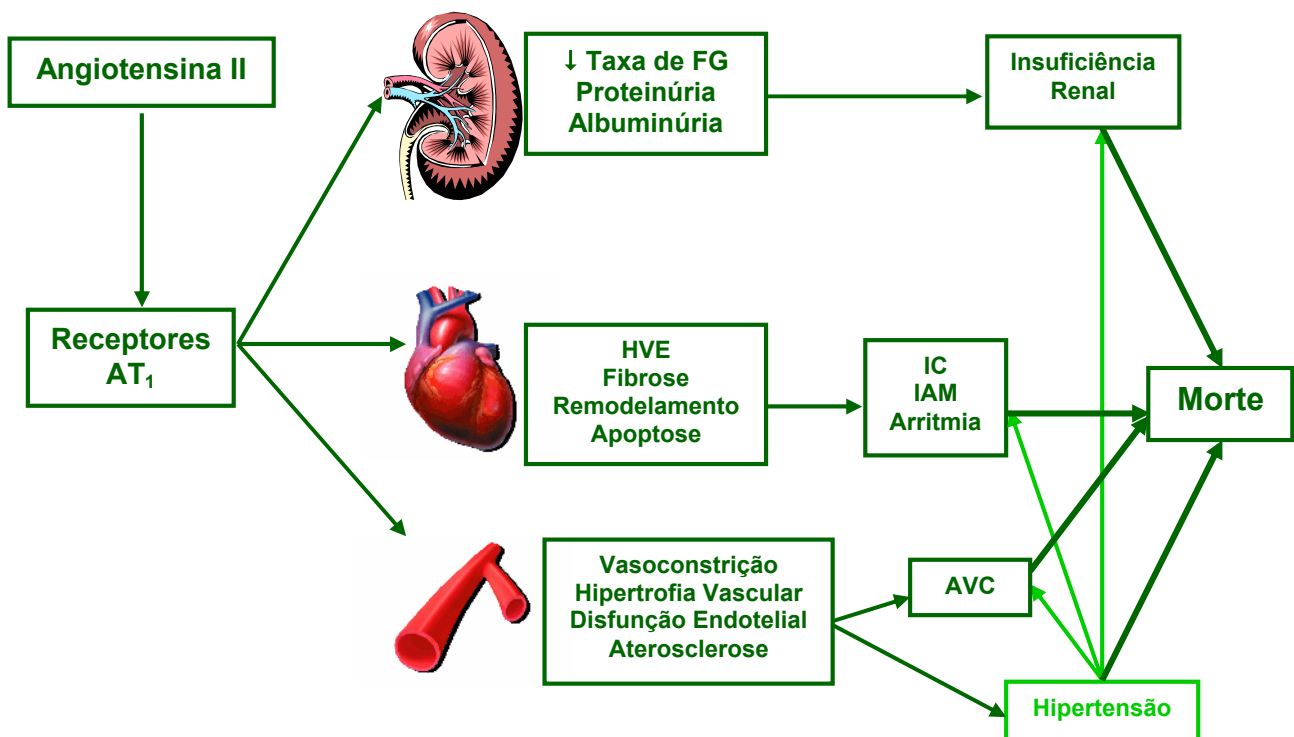 Angiotensina II
↓ Taxa de FG
Proteinúria
Albuminúria
Insuficiência
Renal
Receptores
AT₁
HVE
Fibrose
Remodelamento
Apoptose
IC
IAM
Arritmia
Morte
Vasoconstrição
Hipertrofia Vascular
Disfunção Endotelial
Aterosclerose
AVC
Hipertensão